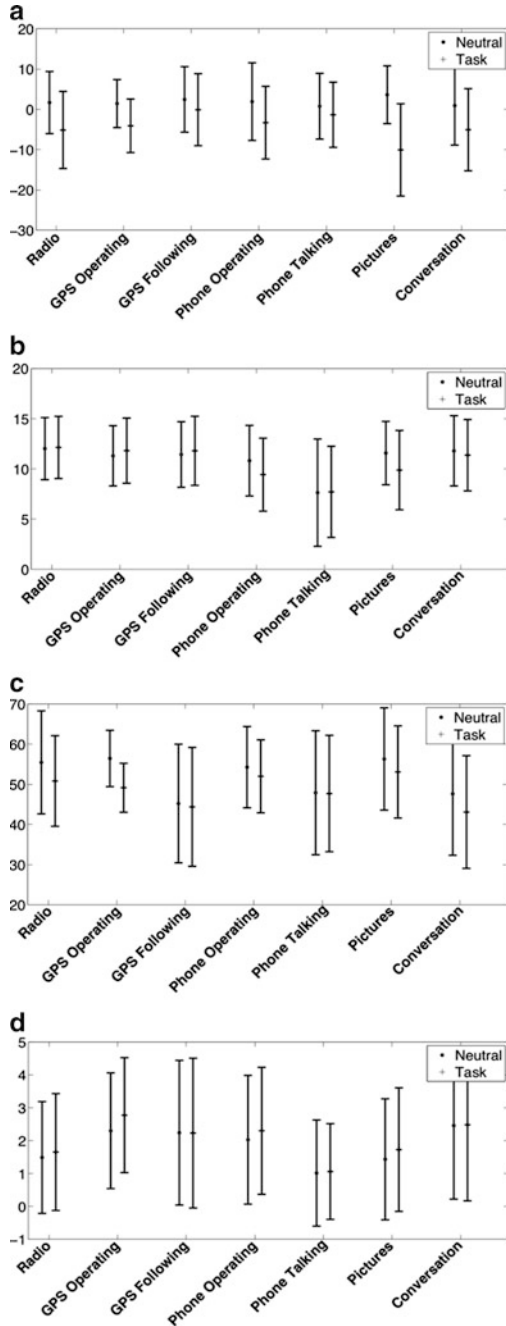 a
20
10
0
−10
−20
−30
Neutral
Task
Radio
GPS Operating
GPS Following
Phone Operating
Phone Talking
Pictures
Conversation
b
20
15
10
5
0
Neutral
Task
Radio
GPS Operating
GPS Following
Phone Operating
Phone Talking
Pictures
Conversation
c
70
60
50
40
30
20
Neutral
Task
Radio
GPS Operating
GPS Following
Phone Operating
Phone Talking
Pictures
Conversation
d
5
4
3
2
1
0
−1
Neutral
Task
Radio
GPS Operating
GPS Following
Phone Operating
Phone Talking
Pictures
Conversation